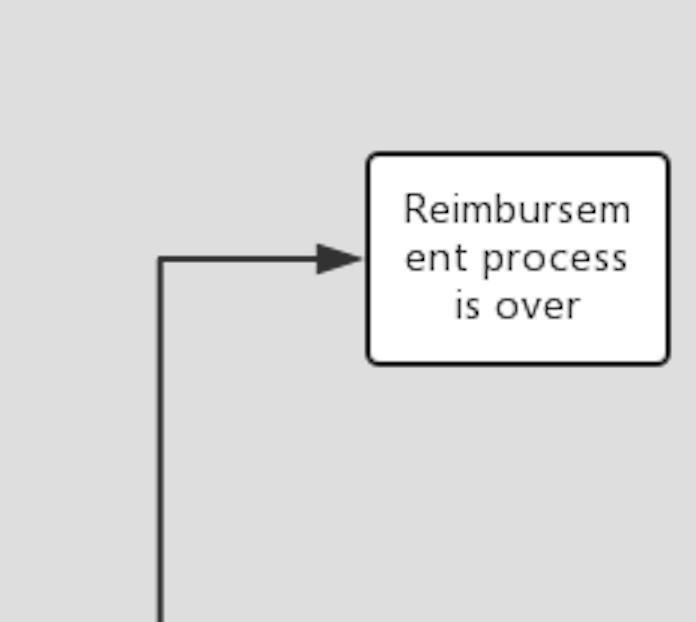 Reimbursem
ent process
is over